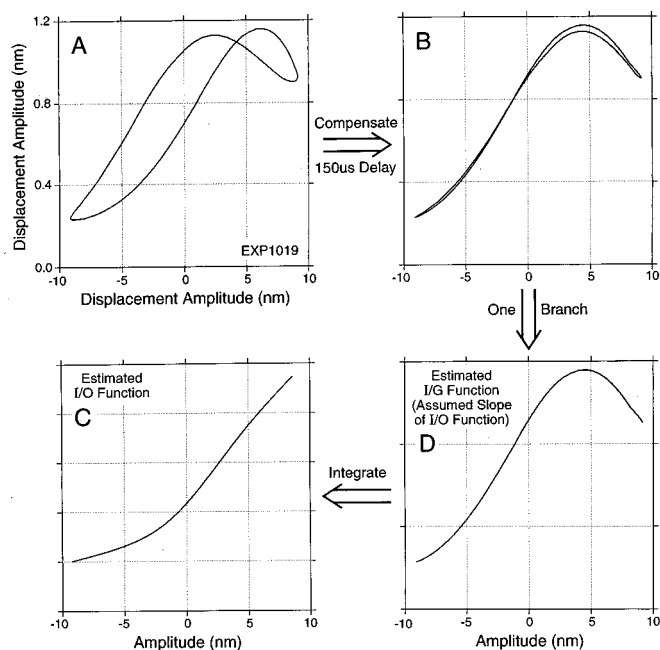 A
1.2
0.8
0.4
0.0
Displacement Amplitude (nm)
EXP1019
-10 -5 0 5 10
Displacement Amplitude (nm)
Compensate
150us Delay
B
-10 -5 0 5 10
One Branch
Estimated
I/O Function
C
-10 -5 0 5 10
Amplitude (nm)
Integrate
Estimated
I/G Function
(Assumed Slope
of I/O Function)
D
-10 -5 0 5 10
Amplitude (nm)